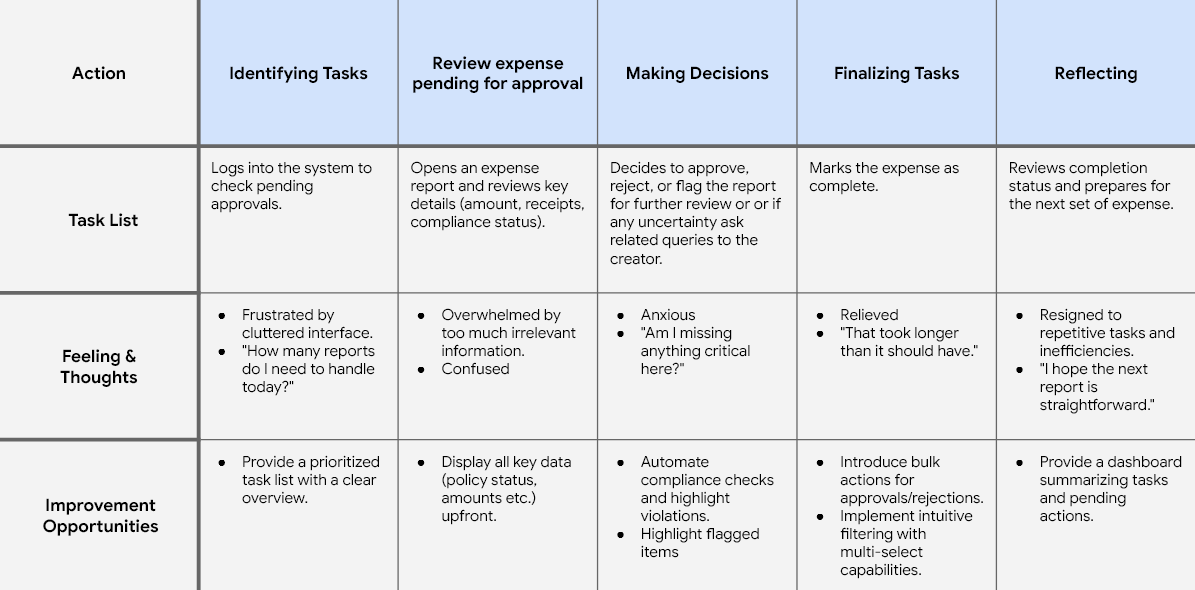 Action
Identifying Tasks
Review expense
pending for approval
Making Decisions
Finalizing Tasks
Reflecting
Task List
Logs into the system to
check pending
approvals.
Opens an expense
report and reviews key
details (amount, receipts,
compliance status).
Decides to approve,
reject, or flag the report
for further review or or if
any uncertainty ask
related queries to the
creator.
Marks the expense as
complete.
Reviews completion
status and prepares for
the next set of expense.
Feeling &
Thoughts
● Frustrated by
cluttered interface.
● "How many reports
do I need to handle
today?"
● Overwhelmed by
too much irrelevant
information.
● Confused
● Anxious
● "Am I missing
anything critical
here?"
● Relieved
● "That took longer
than it should have."
● Resigned to
repetitive tasks and
inefficiencies.
● "I hope the next
report is
straightforward."
Improvement
Opportunities
● Provide a prioritized
task list with a clear
overview.
● Display all key data
(policy status,
amounts etc.)
upfront.
● Automate
compliance checks
and highlight
violations.
● Highlight flagged
items
● Introduce bulk
actions for
approvals/rejections.
● Implement intuitive
filtering with
multi-select
capabilities.
● Provide a dashboard
summarizing tasks
and pending
actions.